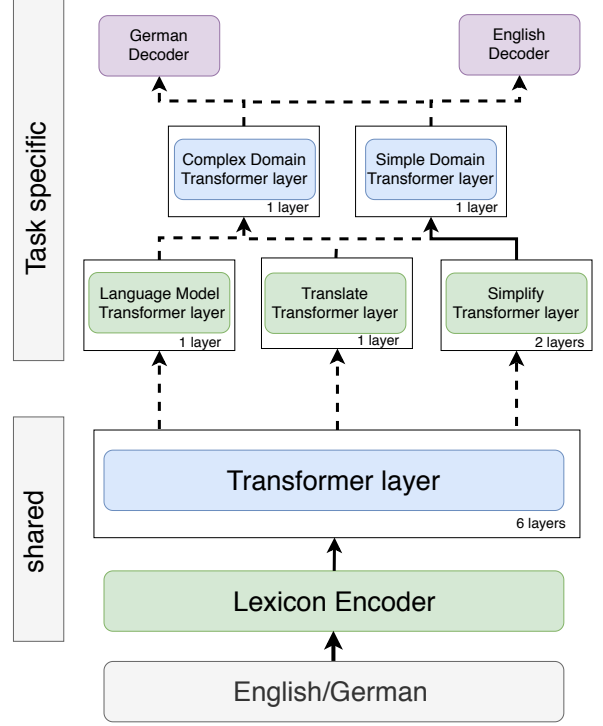 German
Decoder
English
Decoder
Task specific
Complex Domain
Transformer layer
1 layer
Simple Domain
Transformer layer
1 layer
Language Model
Transformer layer
1 layer
Translate
Transformer layer
1 layer
Simplify
Transformer layer
2 layers
shared
Transformer layer
6 layers
Lexicon Encoder
English/German